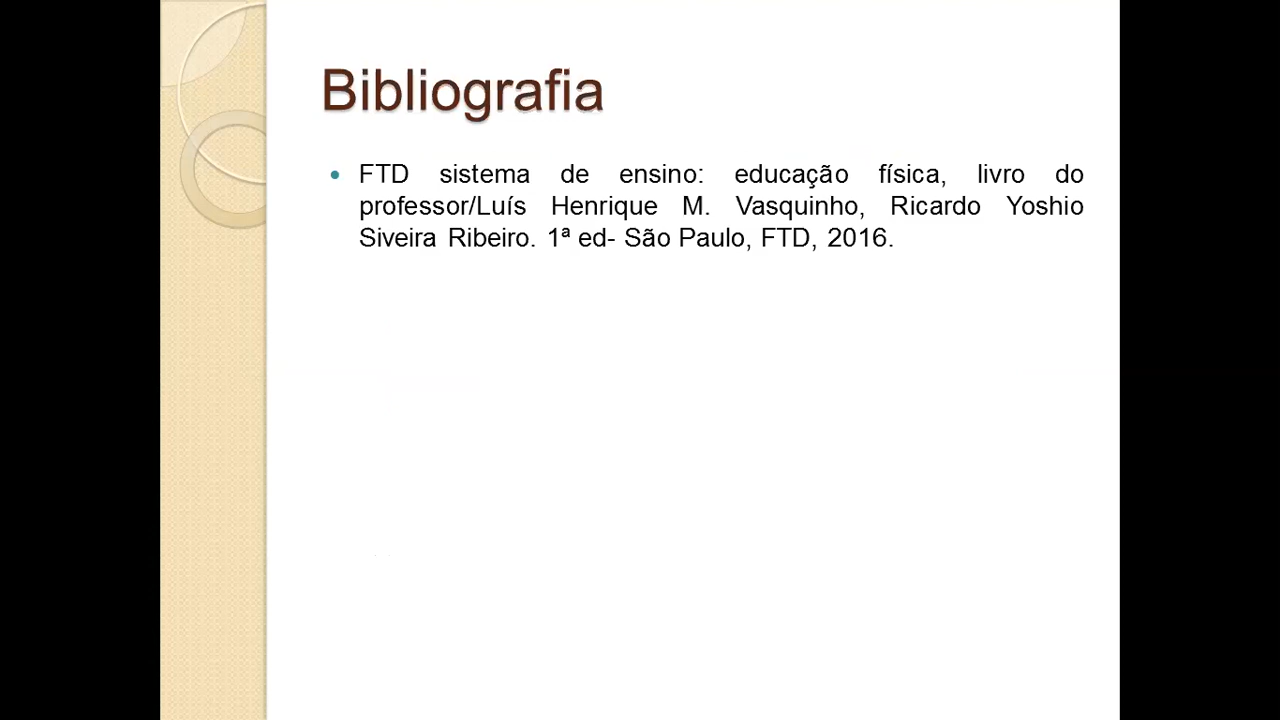 Bibliografia
• FTD sistema de ensino: educação física, livro do
professor/Luís Henrique M. Vasquinho, Ricardo Yoshio
Siveira Ribeiro. 1ª ed- São Paulo, FTD, 2016.